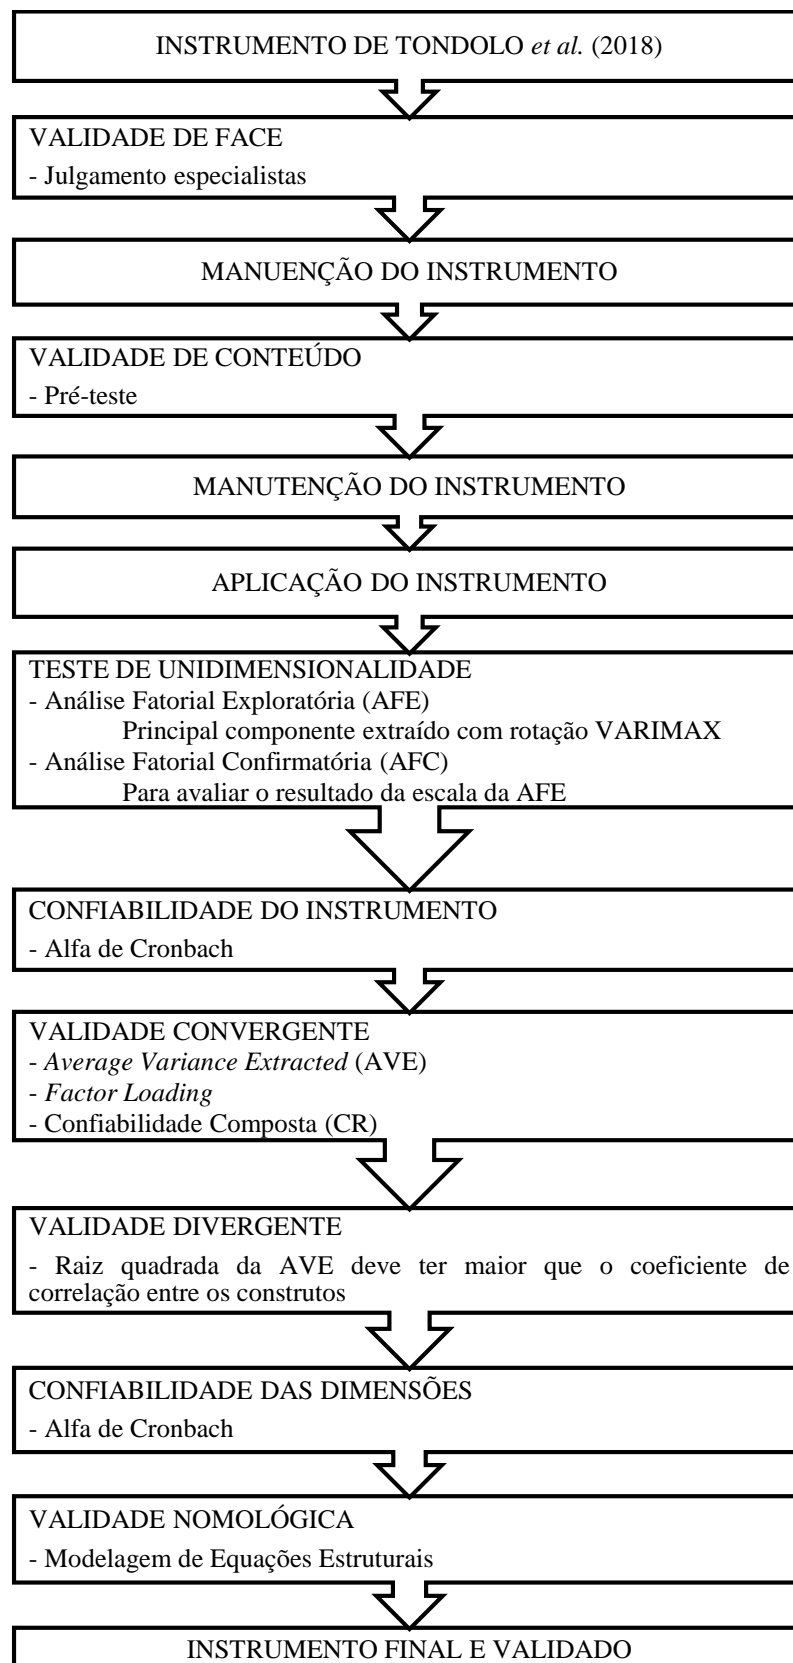 INSTRUMENTO DE TONDOLO et al. (2018)
VALIDADE DE FACE
- Julgamento especialistas
MANUENÇÃO DO INSTRUMENTO
VALIDADE DE CONTEÚDO
- Pré-teste
MANUTENÇÃO DO INSTRUMENTO
APLICAÇÃO DO INSTRUMENTO
TESTE DE UNIDIMENSIONALIDADE
- Análise Fatorial Exploratória (AFE)
Principal componente extraído com rotação VARIMAX
- Análise Fatorial Confirmatória (AFC)
Para avaliar o resultado da escala da AFE
CONFIABILIDADE DO INSTRUMENTO
- Alfa de Cronbach
VALIDADE CONVERGENTE
- Average Variance Extracted (AVE)
- Factor Loading
- Confiabilidade Composta (CR)
VALIDADE DIVERGENTE
- Raiz quadrada da AVE deve ter maior que o coeficiente de
correlação entre os construtos
CONFIABILIDADE DAS DIMENSÕES
- Alfa de Cronbach
VALIDADE NOMOLÓGICA
- Modelagem de Equações Estruturais
INSTRUMENTO FINAL E VALIDADO